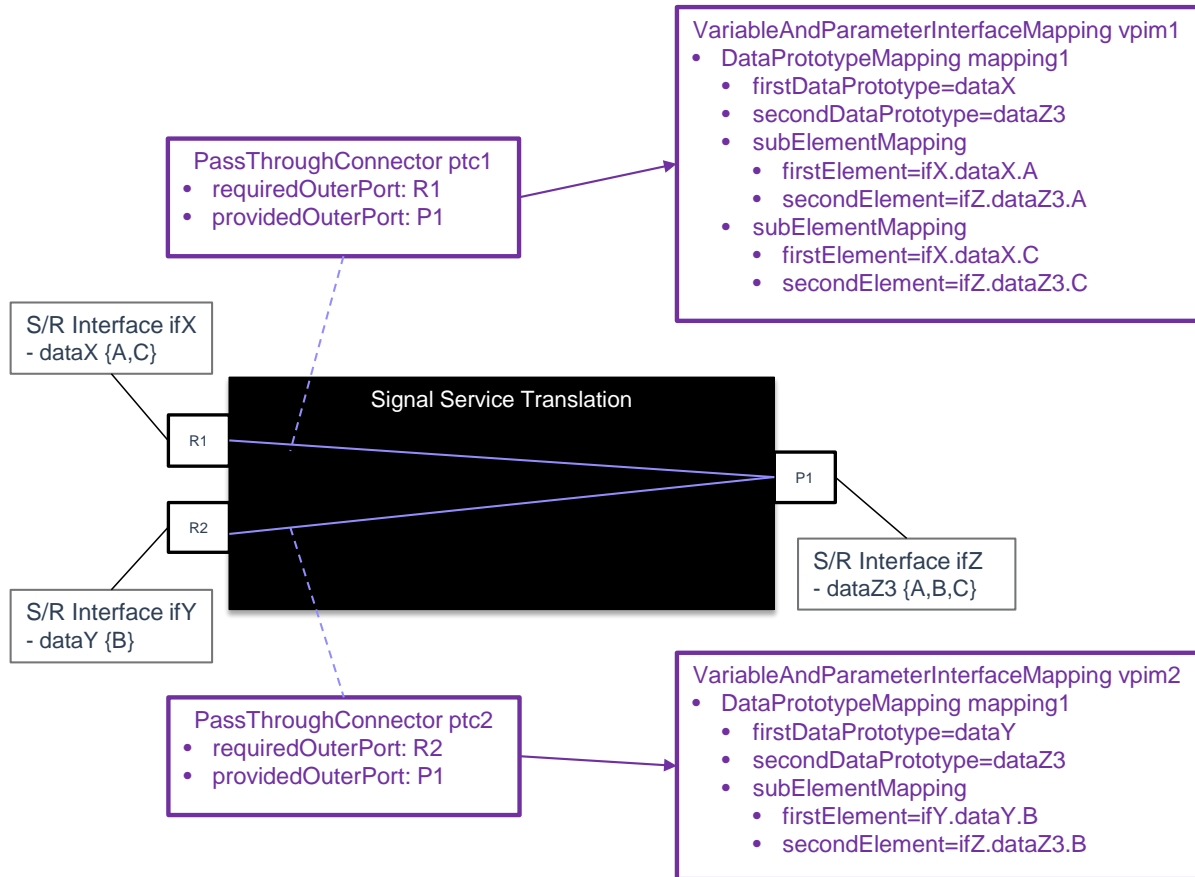 VariableAndParameterInterfaceMapping vpim1
• DataPrototypeMapping mapping1
• firstDataPrototype=dataX
• secondDataPrototype=dataZ3
• subElementMapping
• firstElement=ifX.dataX.A
• secondElement=ifZ.dataZ3.A
• subElementMapping
• firstElement=ifX.dataX.C
• secondElement=ifZ.dataZ3.C
PassThroughConnector ptc1
• requiredOuterPort: R1
• providedOuterPort: P1
S/R Interface ifX
- dataX {A,C}
Signal Service Translation
R1
P1
R2
S/R Interface ifZ
- dataZ3 {A,B,C}
S/R Interface ifY
- dataY {B}
PassThroughConnector ptc2
• requiredOuterPort: R2
• providedOuterPort: P1
VariableAndParameterInterfaceMapping vpim2
• DataPrototypeMapping mapping1
• firstDataPrototype=dataY
• secondDataPrototype=dataZ3
• subElementMapping
• firstElement=ifY.dataY.B
• secondElement=ifZ.dataZ3.B